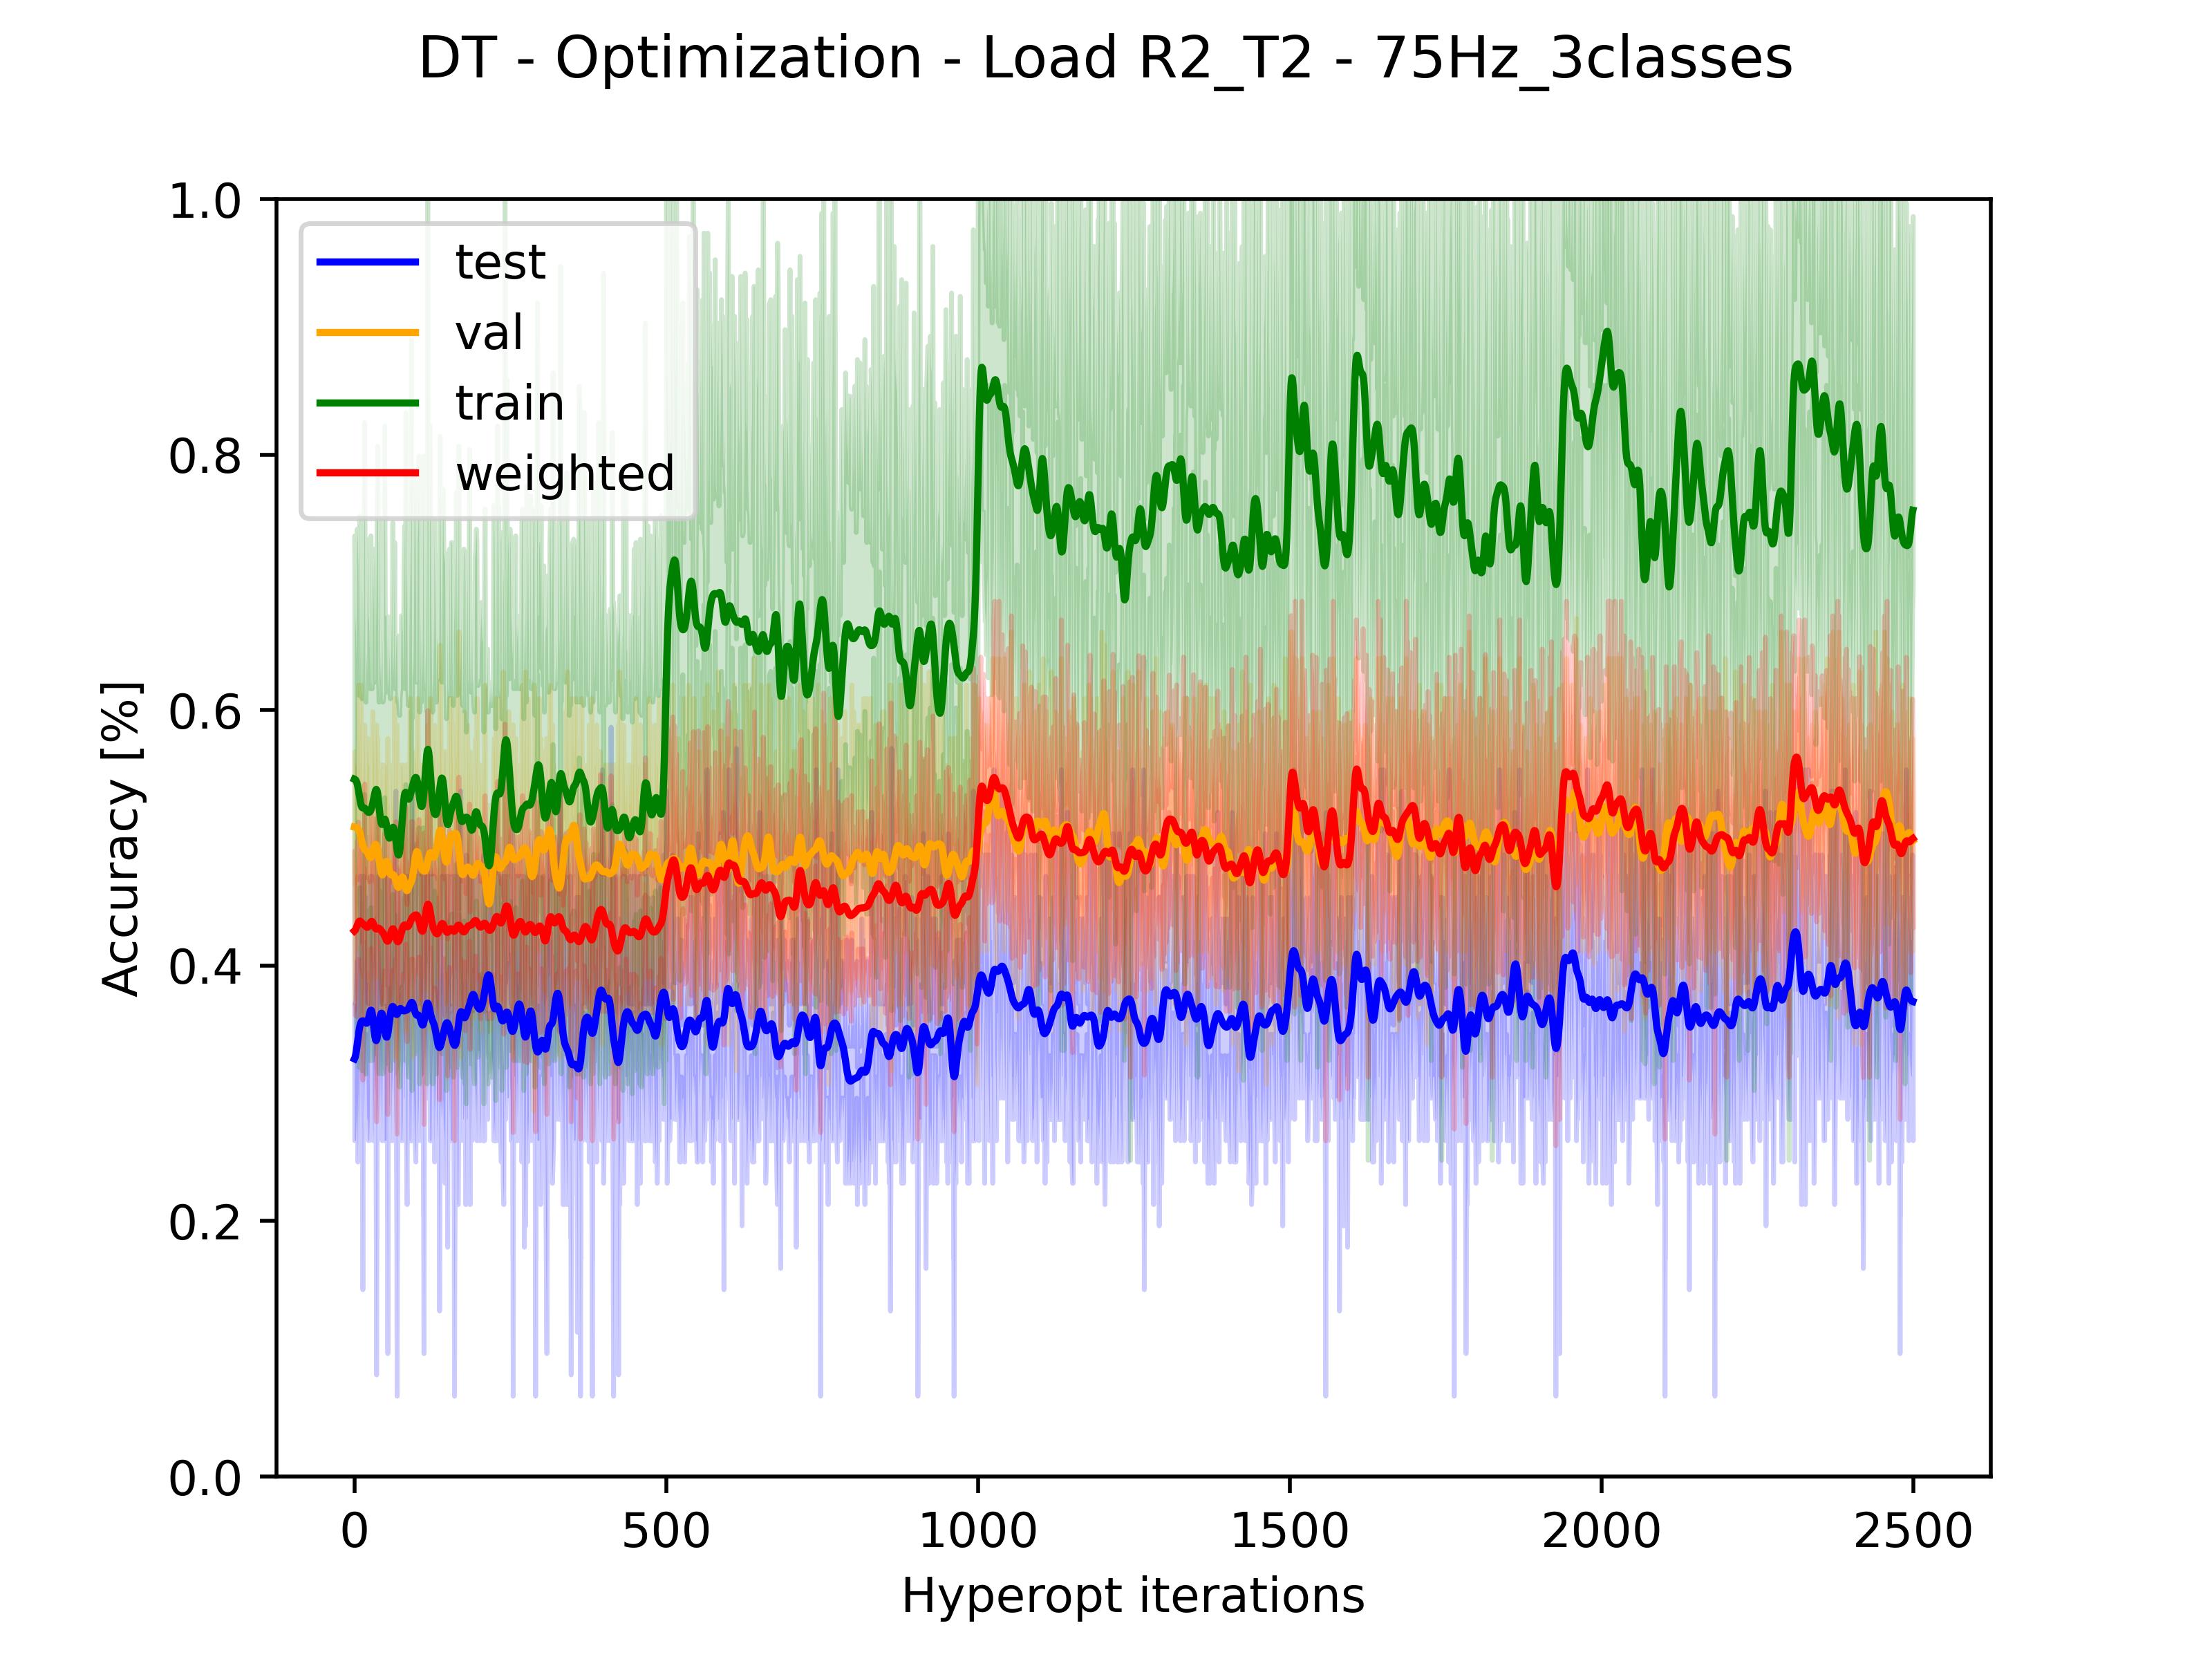 DT - Optimization - Load R2_T2 - 75Hz_3classes
1.0
0.8
0.6
0.4
0.2
0.0
Accuracy [%]
test
val
train
weighted
0 500 1000 1500 2000 2500
Hyperopt iterations